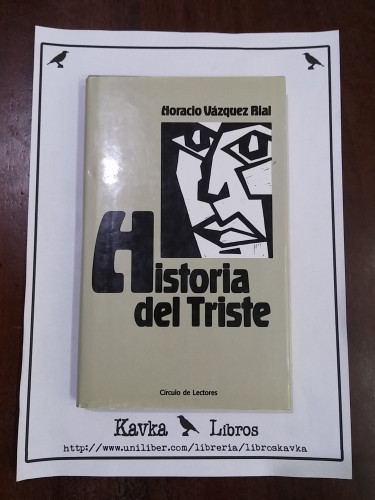 Horacio Vázquez Rial
Historia
del Triste
Círculo de Lectores
Kavka Libros
http://www.uniliber.com/libreria/libroskavka